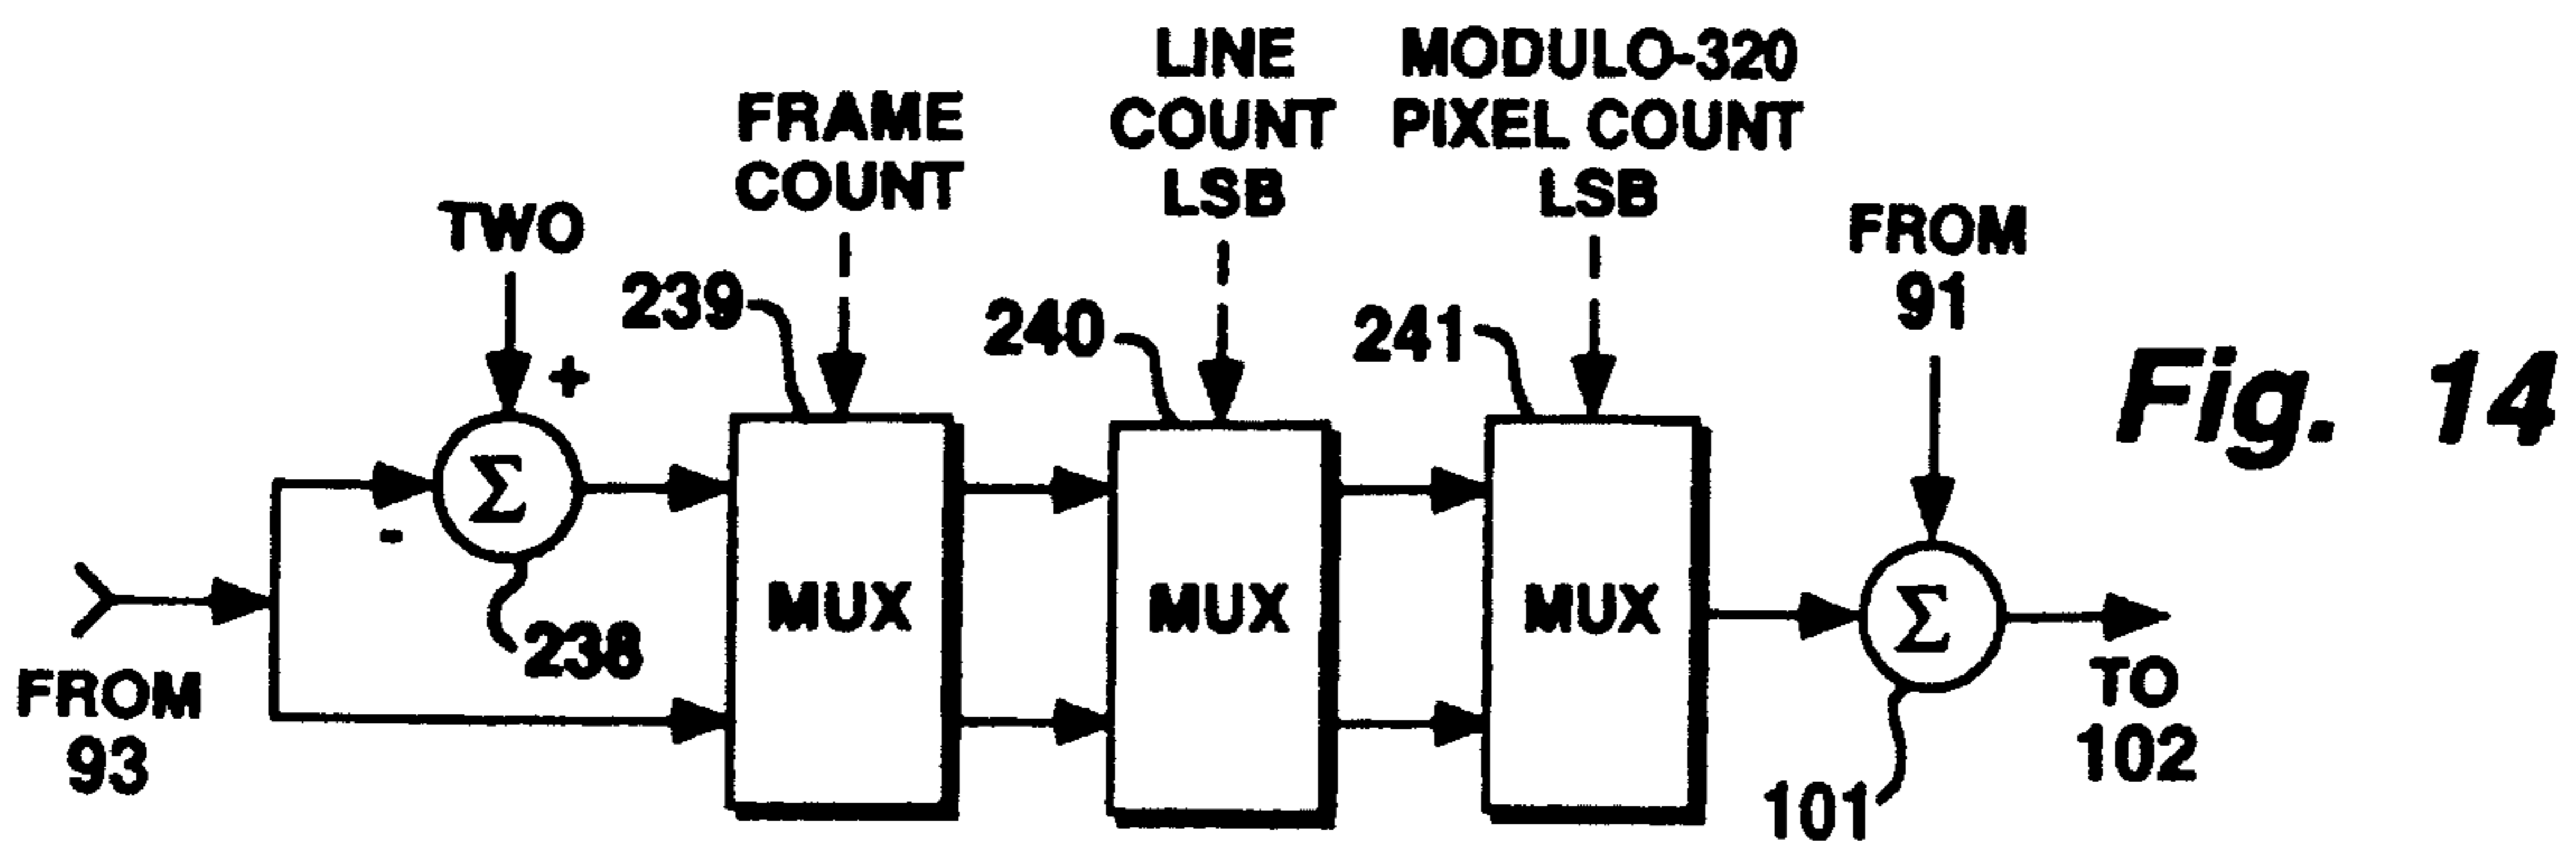 LINE
COUNT
LSB
MODULO-320
PIXEL COUNT
LSB
FRAME
COUNT
TWO
FROM
91
239
240
241
+
Fig. 14
Σ
-
MUX
MUX
MUX
Σ
238
FROM
93
TO
102
101